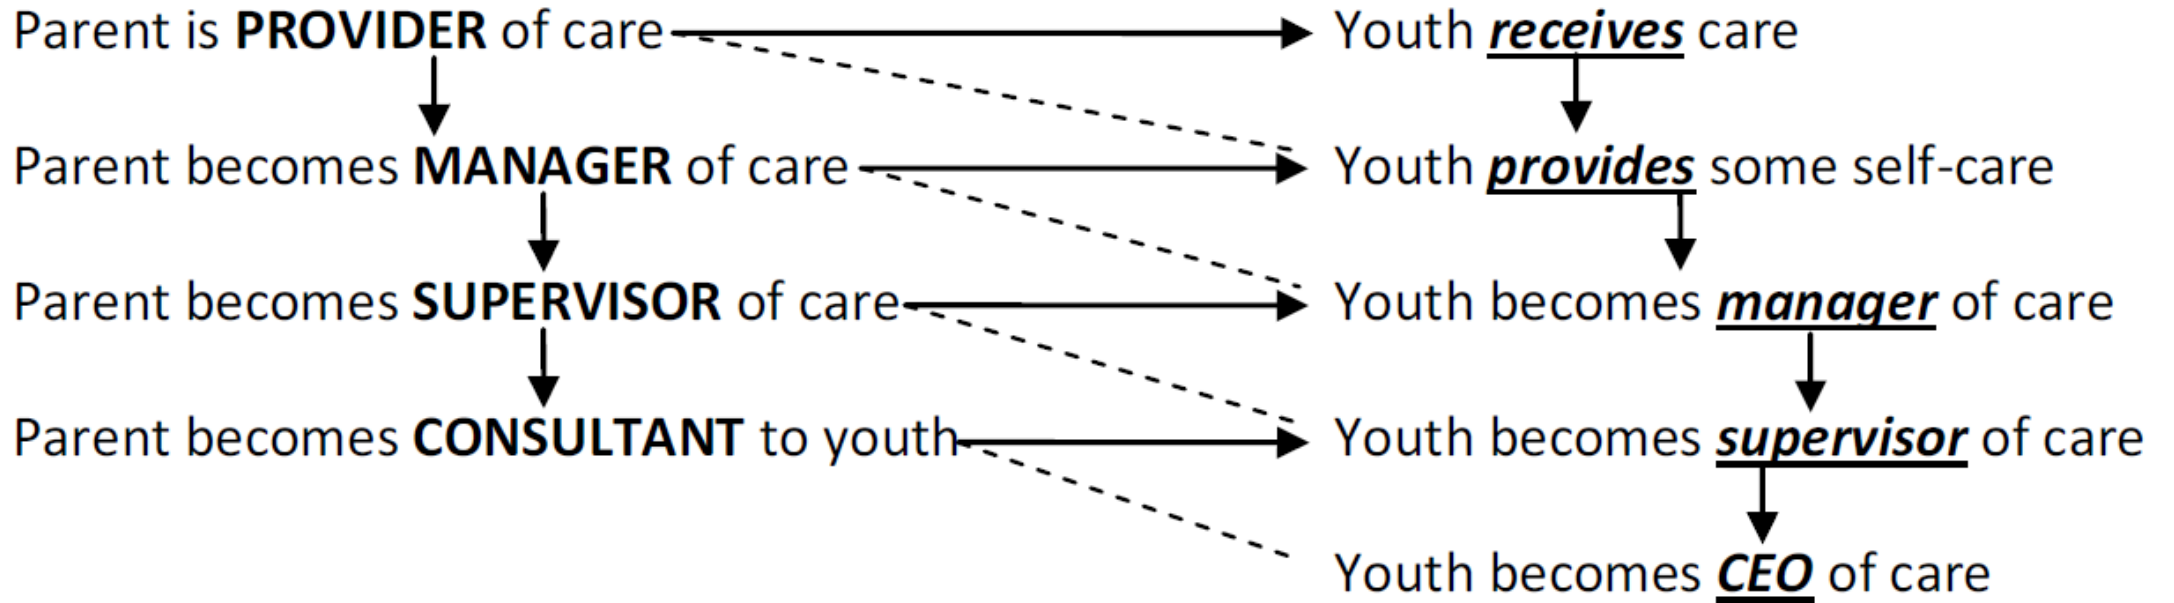 Parent is PROVIDER of care
Youth receives care
Parent becomes MANAGER of care
Youth provides some self-care
Parent becomes SUPERVISOR of care
Youth becomes manager of care
Parent becomes CONSULTANT to youth
Youth becomes supervisor of care
Youth becomes CEO of care